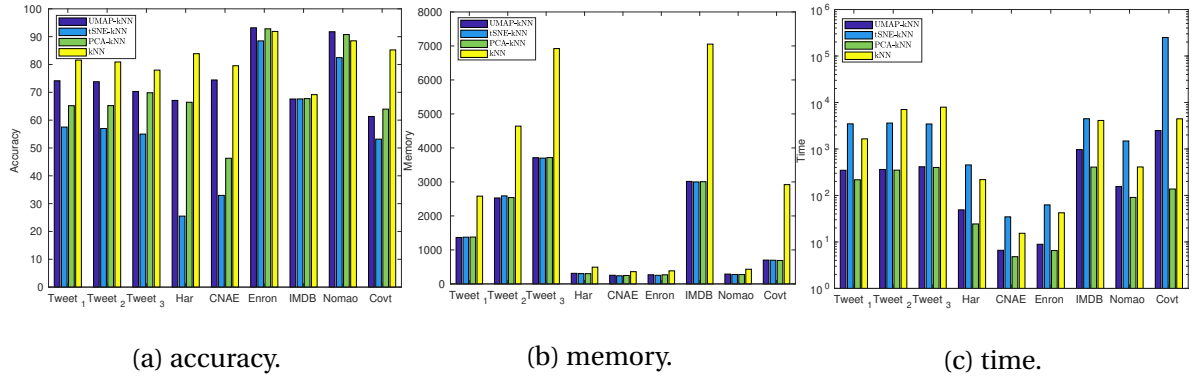 100
90
80
70
60
50
40
30
20
10
0
Accuracy
UMAP-kNN
tSNE-kNN
PCA-kNN
kNN
Tweet 1 Tweet 2 Tweet 3 Har CNAE Enron IMDB Nomao Covt
(a) accuracy.
8000
7000
6000
5000
4000
3000
2000
1000
0
Memory
UMAP-kNN
tSNE-kNN
PCA-kNN
kNN
Tweet 1 Tweet 2 Tweet 3 Har CNAE Enron IMDB Nomao Covt
(b) memory.
10^6
10^5
10^4
10^3
10^2
10^1
10^0
Time
UMAP-kNN
tSNE-kNN
PCA-kNN
kNN
Tweet 1 Tweet 2 Tweet 3 Har CNAE Enron IMDB Nomao Covt
(c) time.